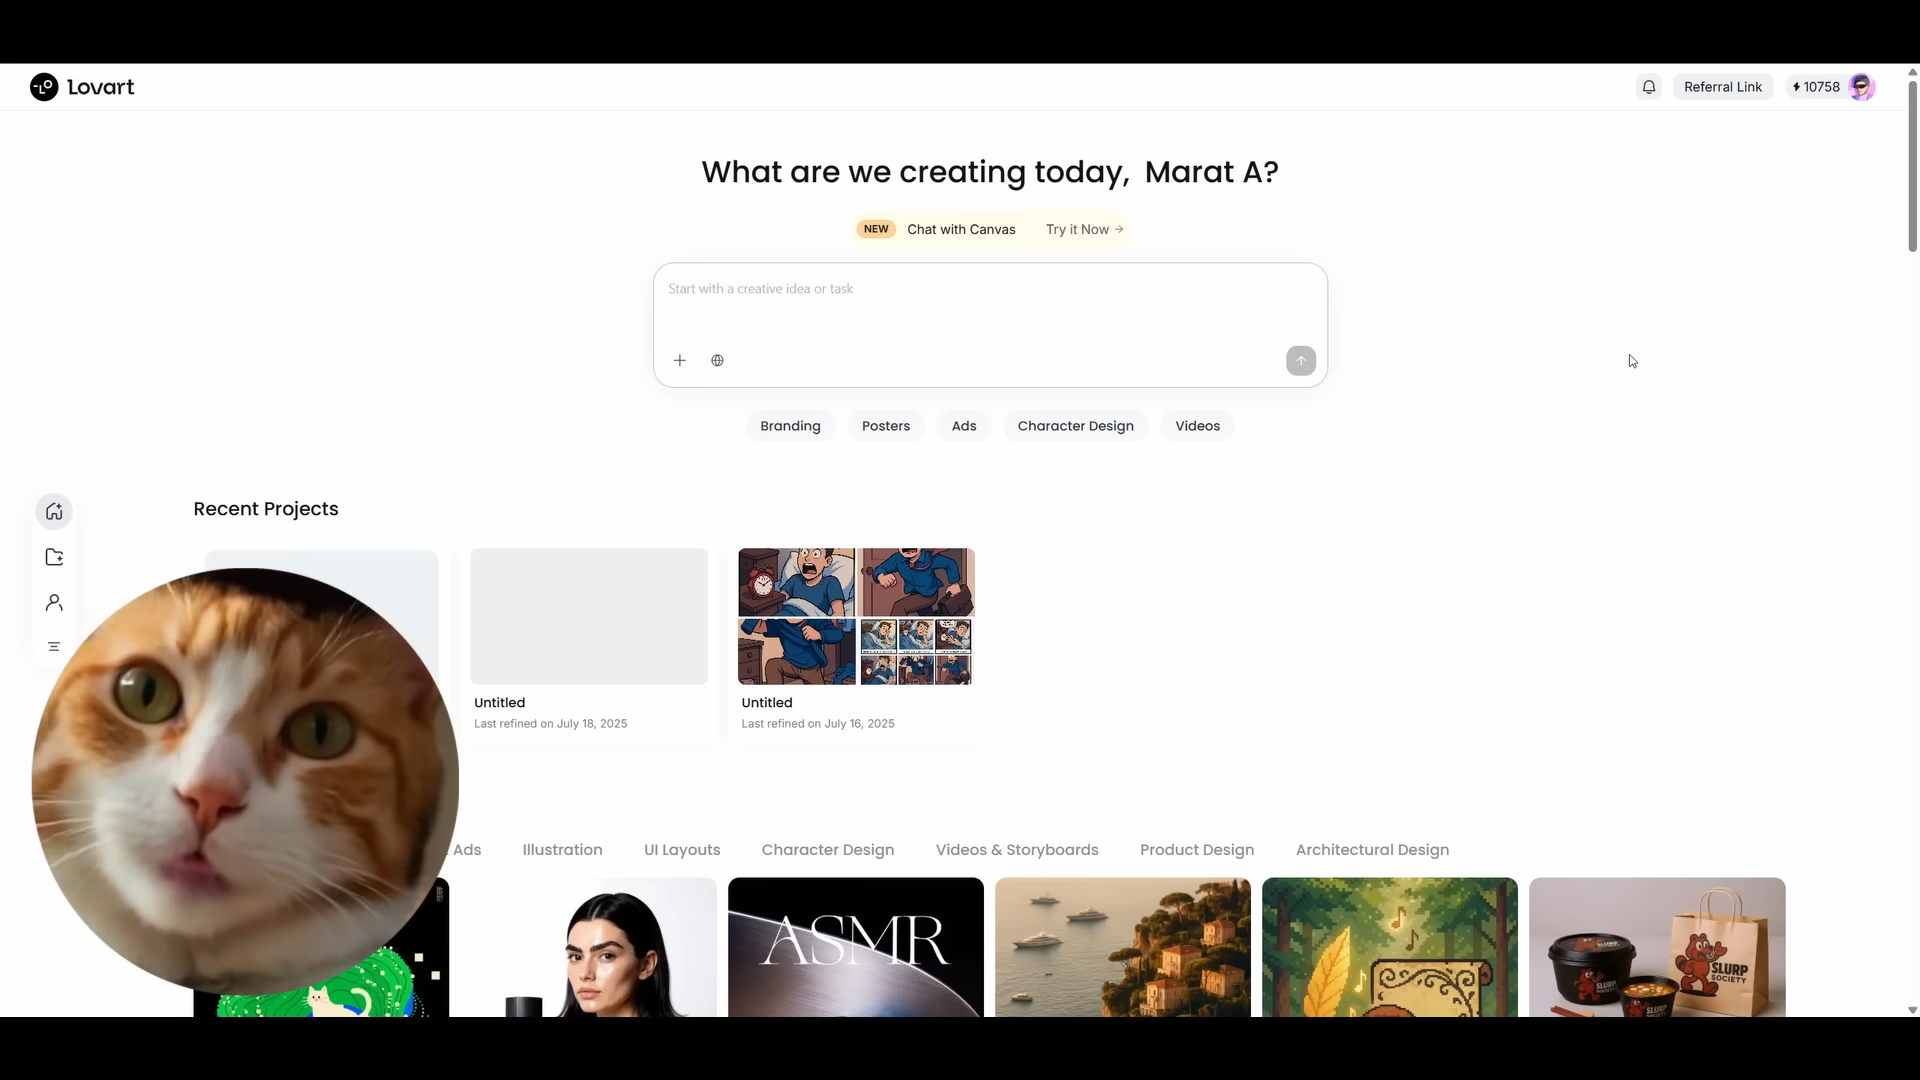 Lovart
Referral Link
10758
What are we creating today, Marat A?
NEW Chat with Canvas Try it Now →
Start with a creative idea or task
Branding Posters Ads Character Design Videos
Recent Projects
Untitled
Last refined on July 18, 2025
Untitled
Last refined on July 16, 2025
Ads Illustration UI Layouts Character Design Videos & Storyboards Product Design Architectural Design
ASMR
SLURP
SOCIETY
SLURP
SOCIETY
SLURP